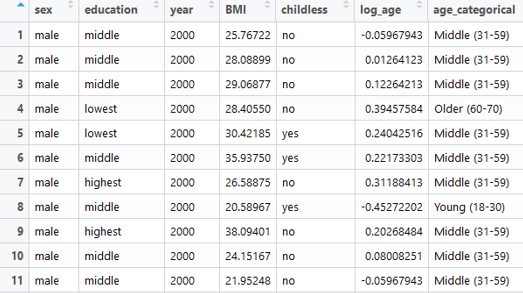 sex education year BMI childless log_age age_categorical
1 male middle 2000 25.76722 no -0.05967943 Middle (31-59)
2 male middle 2000 28.08899 no 0.01264123 Middle (31-59)
3 male middle 2000 29.06877 no 0.12264213 Middle (31-59)
4 male lowest 2000 28.40550 no 0.39457584 Older (60-70)
5 male lowest 2000 30.42185 yes 0.24042516 Middle (31-59)
6 male middle 2000 35.93750 yes 0.22173303 Middle (31-59)
7 male highest 2000 26.58875 no 0.31188413 Middle (31-59)
8 male middle 2000 20.58967 yes -0.45272202 Young (18-30)
9 male highest 2000 38.09401 no 0.20268484 Middle (31-59)
10 male middle 2000 24.15167 no 0.08008251 Middle (31-59)
11 male middle 2000 21.95248 no -0.05967943 Middle (31-59)